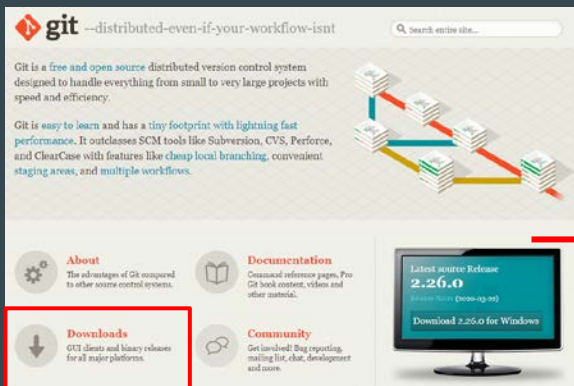 git --distributed-even-if-your-workflow-isnt
Search entire site...
Git is a free and open source distributed version control system
designed to handle everything from small to very large projects with
speed and efficiency.
Git is easy to learn and has a tiny footprint with lightning fast
performance. It outclasses SCM tools like Subversion, CVS, Perforce,
and ClearCase with features like cheap local branching, convenient
staging areas, and multiple workflows.
About
The advantages of Git compared
to other source control systems.
Documentation
Command reference pages, Pro
Git book content, videos and
other material.
Downloads
GUI clients and binary releases
for all major platforms.
Community
Get involved! Bug reporting,
mailing list, chat, development
and more.
Latest source Release
2.26.0
Release Notes (2020-03-22)
Download 2.26.0 for Windows